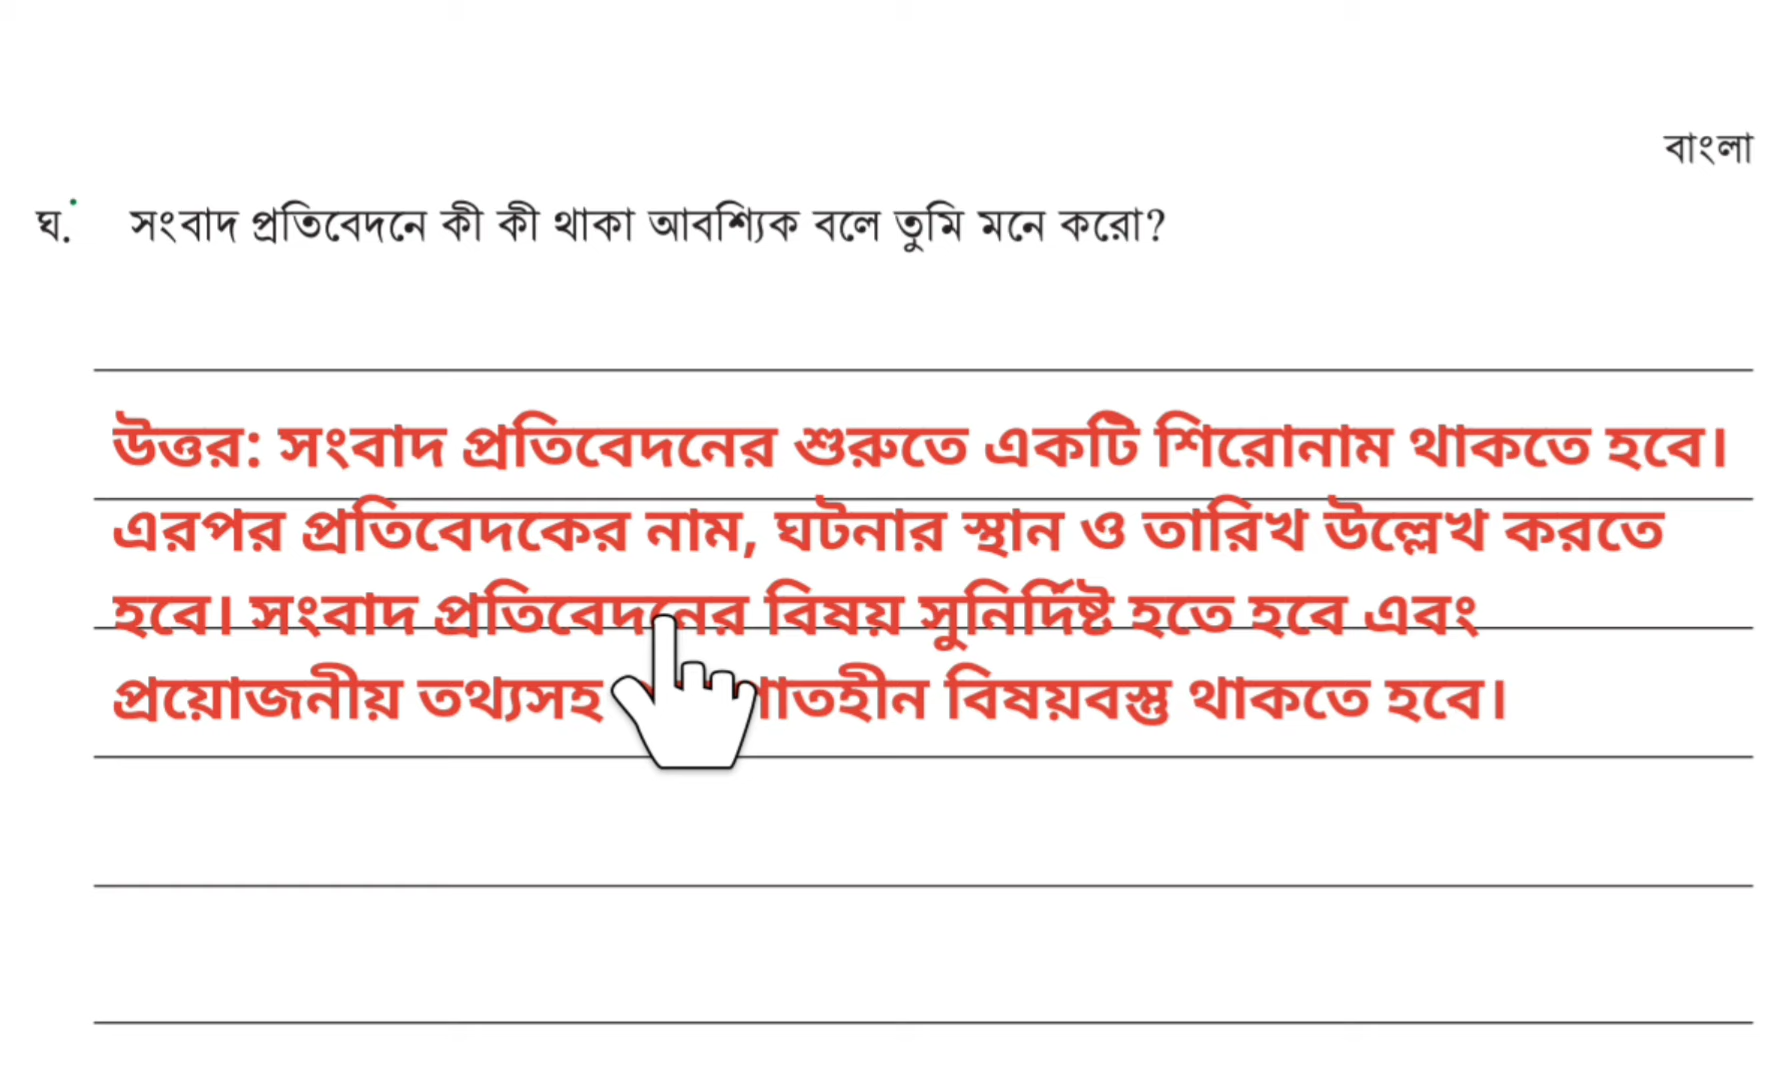 বাংলা
ঘ. সংবাদ প্রতিবেদনে কী কী থাকা আবশ্যিক বলে তুমি মনে করো?
উত্তর: সংবাদ প্রতিবেদনের শুরুতে একটি শিরোনাম থাকতে হবে।
এরপর প্রতিবেদকের নাম, ঘটনার স্থান ও তারিখ উল্লেখ করতে
হবে। সংবাদ প্রতিবেদনের বিষয় সুনির্দিষ্ট হতে হবে এবং
প্রয়োজনীয় তথ্যসহ বিষয়বস্তু থাকতে হবে।